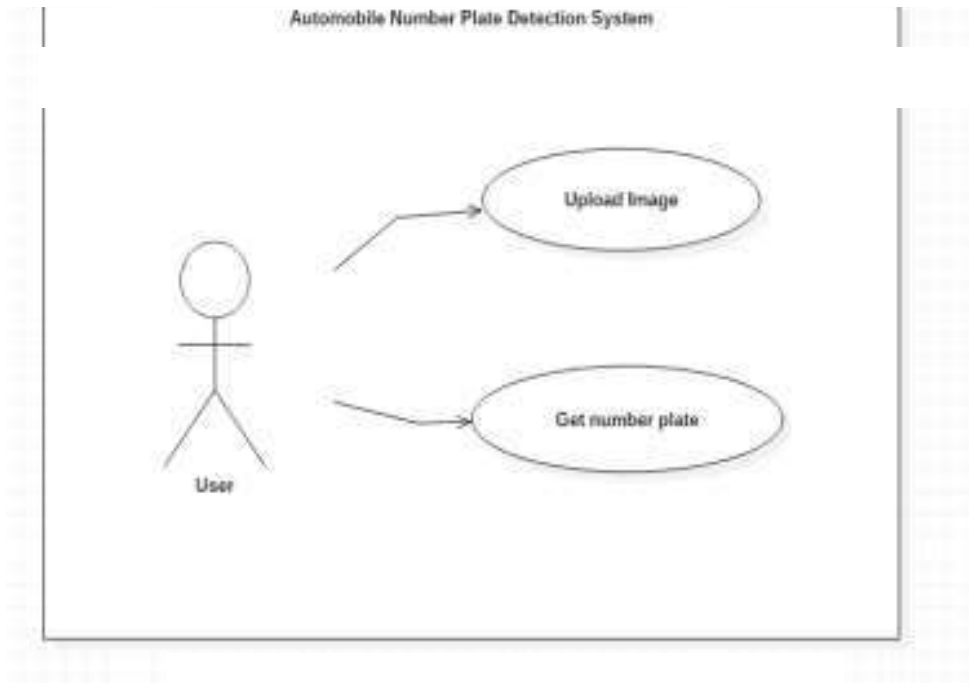 Automobile Number Plate Detection System
Upload Image
Get number plate
User